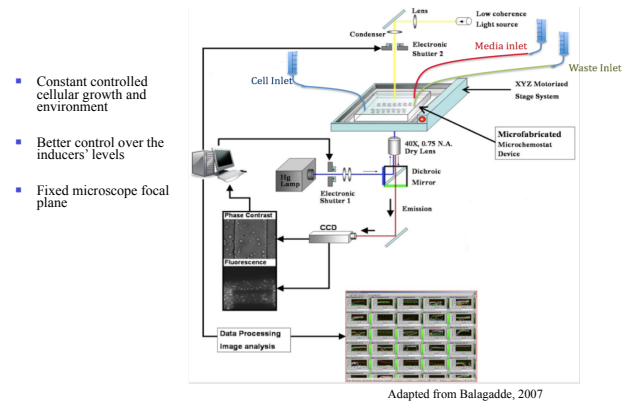 Constant controlled
cellular growth and
environment
Better control over the
inducers' levels
Fixed microscope focal
plane
Lens
Low coherence
Light source
Condenser
Electronic
Shutter 2
Media inlet
Waste Inlet
Cell Inlet
XYZ Motorized
Stage System
40X, 0.75 N.A.
Dry Lens
Microfabricated
Microchemostat
Device
Hg
Lamp
Electronic
Shutter 1
Dichroic
Mirror
Emission
Phase Contrast
CCD
Fluorescence
Data Processing
Image analysis
Adapted from Balagadde, 2007